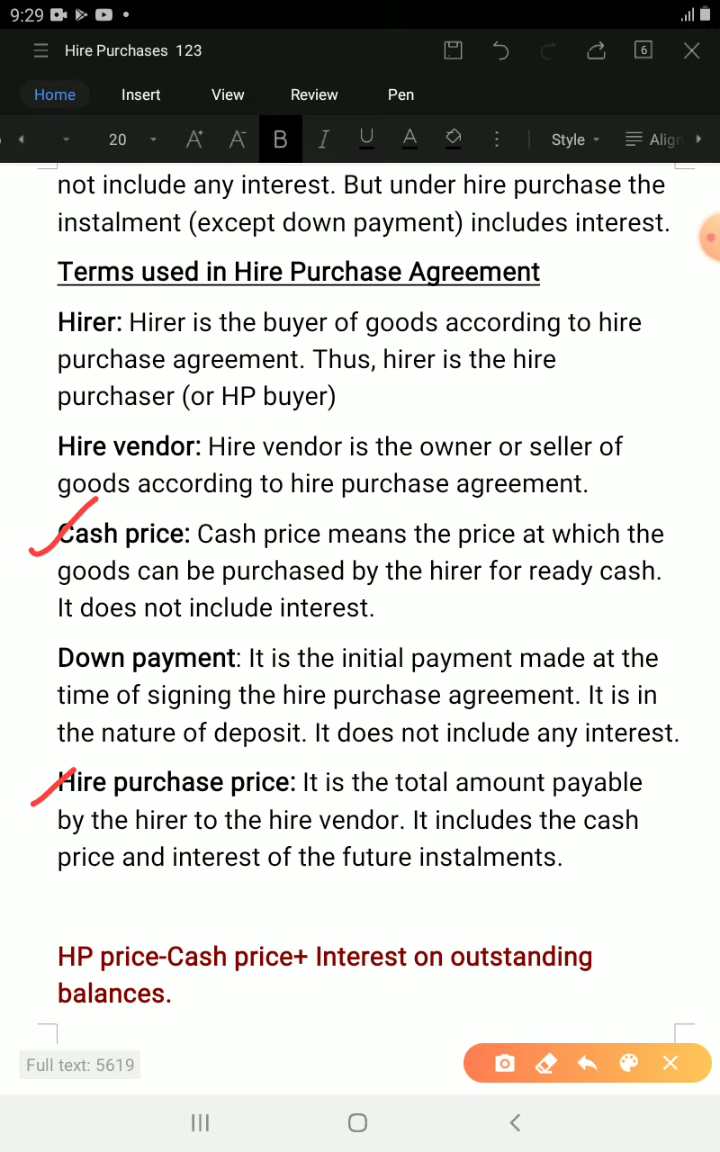 9:29
Hire Purchases 123
6
Home Insert View Review Pen
20 A+ A- B I U A Style Align
not include any interest. But under hire purchase the
instalment (except down payment) includes interest.
Terms used in Hire Purchase Agreement
Hirer: Hirer is the buyer of goods according to hire
purchase agreement. Thus, hirer is the hire
purchaser (or HP buyer)
Hire vendor: Hire vendor is the owner or seller of
goods according to hire purchase agreement.
Cash price: Cash price means the price at which the
goods can be purchased by the hirer for ready cash.
It does not include interest.
Down payment: It is the initial payment made at the
time of signing the hire purchase agreement. It is in
the nature of deposit. It does not include any interest.
Hire purchase price: It is the total amount payable
by the hirer to the hire vendor. It includes the cash
price and interest of the future instalments.
HP price-Cash price+ Interest on outstanding
balances.
Full text: 5619